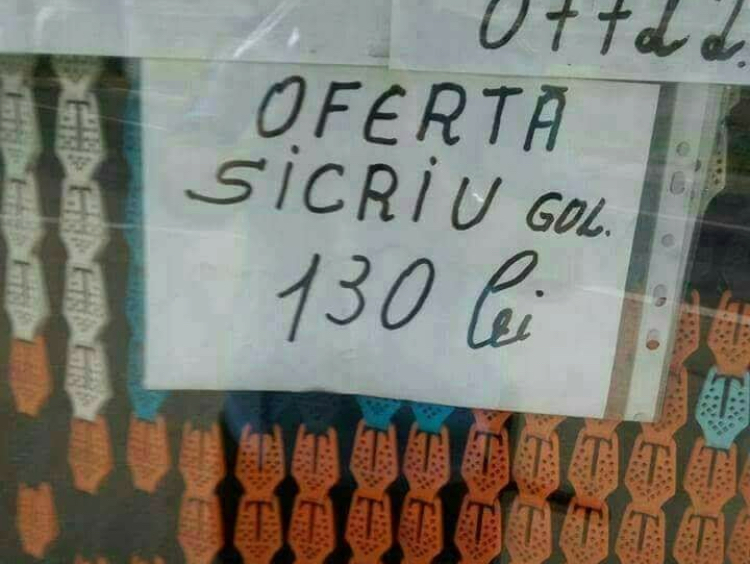 OFERTĂ
SICRIU GOL.
130 lei